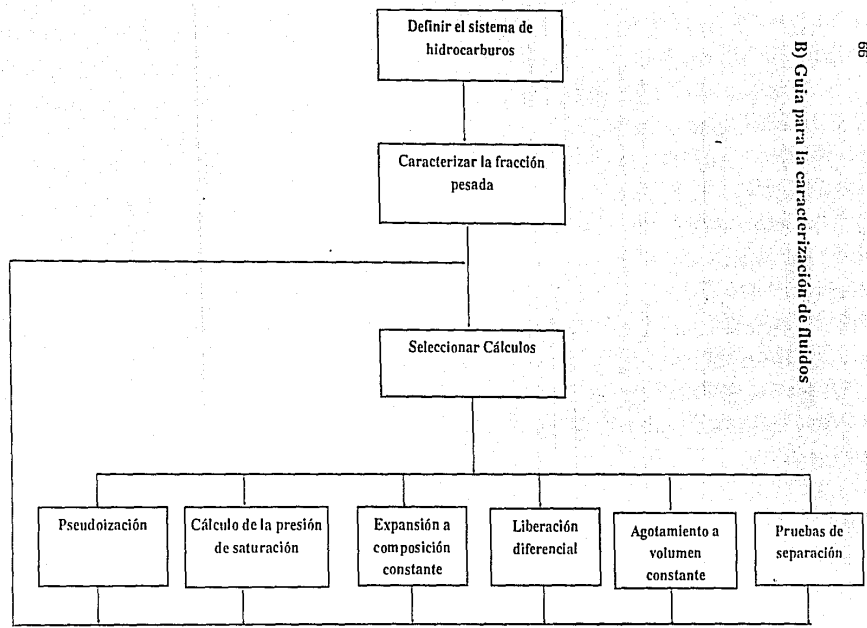 66
B) Guia para la caracterización de fluidos
Definir el sistema de
hidrocarburos
Caracterizar la fracción
pesada
Seleccionar Cálculos
Pseudoización
Cálculo de la presión
de saturación
Expansión a
composición
constante
Liberación
diferencial
Agotamiento a
volumen
constante
Pruebas de
separación